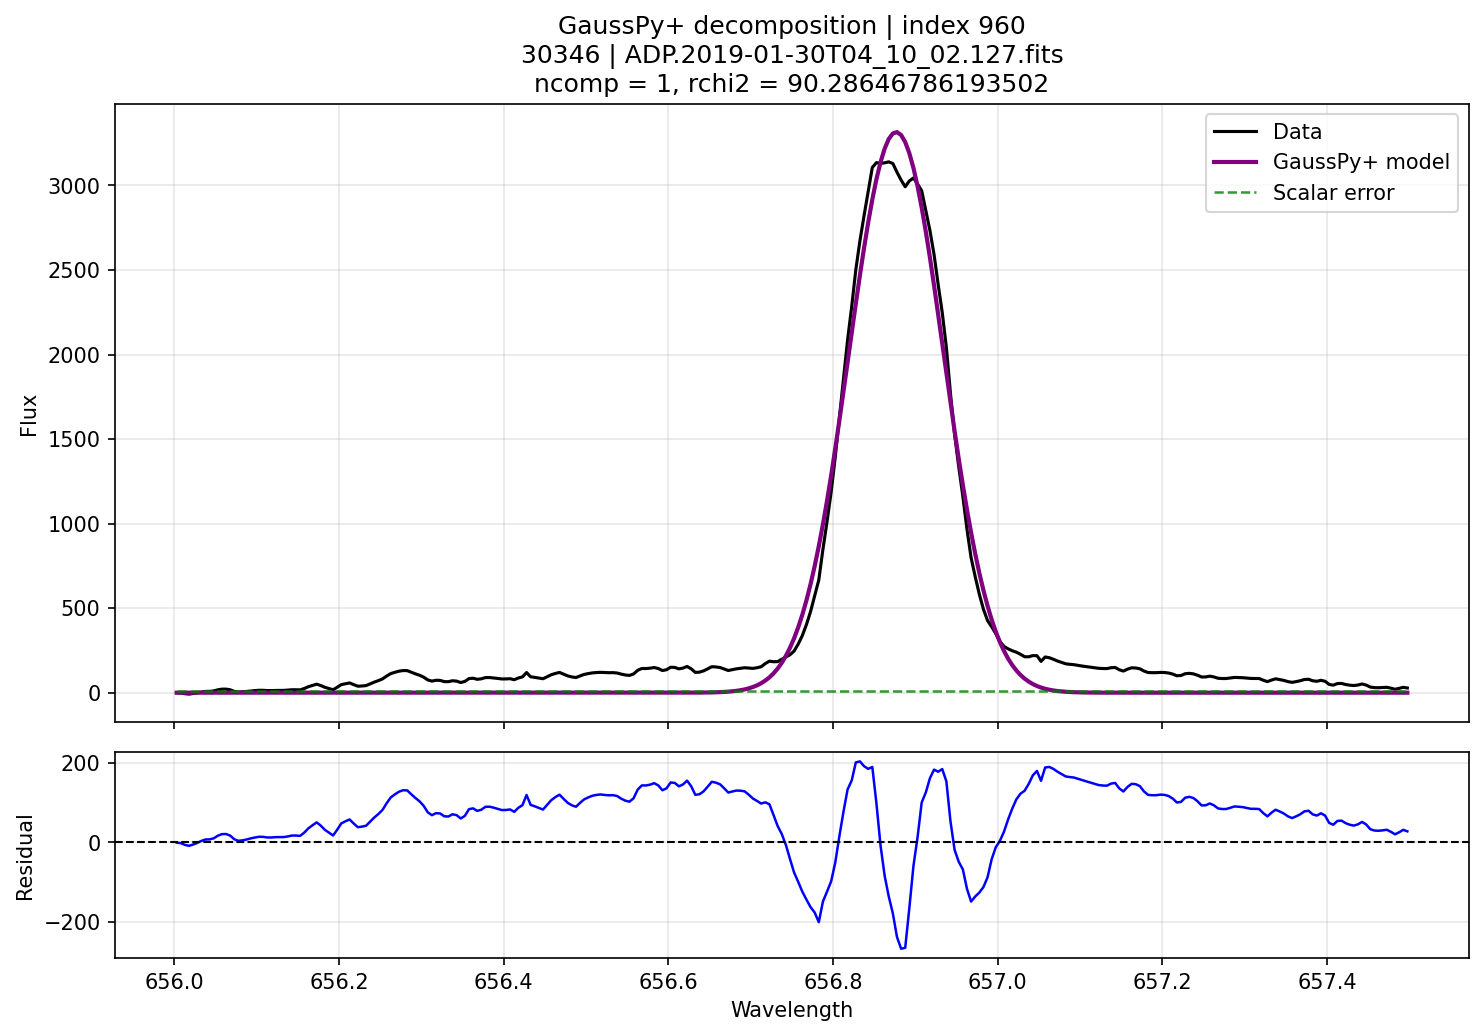 GaussPy+ decomposition | index 960
30346 | ADP.2019-01-30T04_10_02.127.fits
ncomp = 1, rchi2 = 90.28646786193502
Data
GaussPy+ model
Scalar error
Flux
3000
2500
2000
1500
1000
500
0
Residual
200
0
−200
656.0 656.2 656.4 656.6 656.8 657.0 657.2 657.4
Wavelength